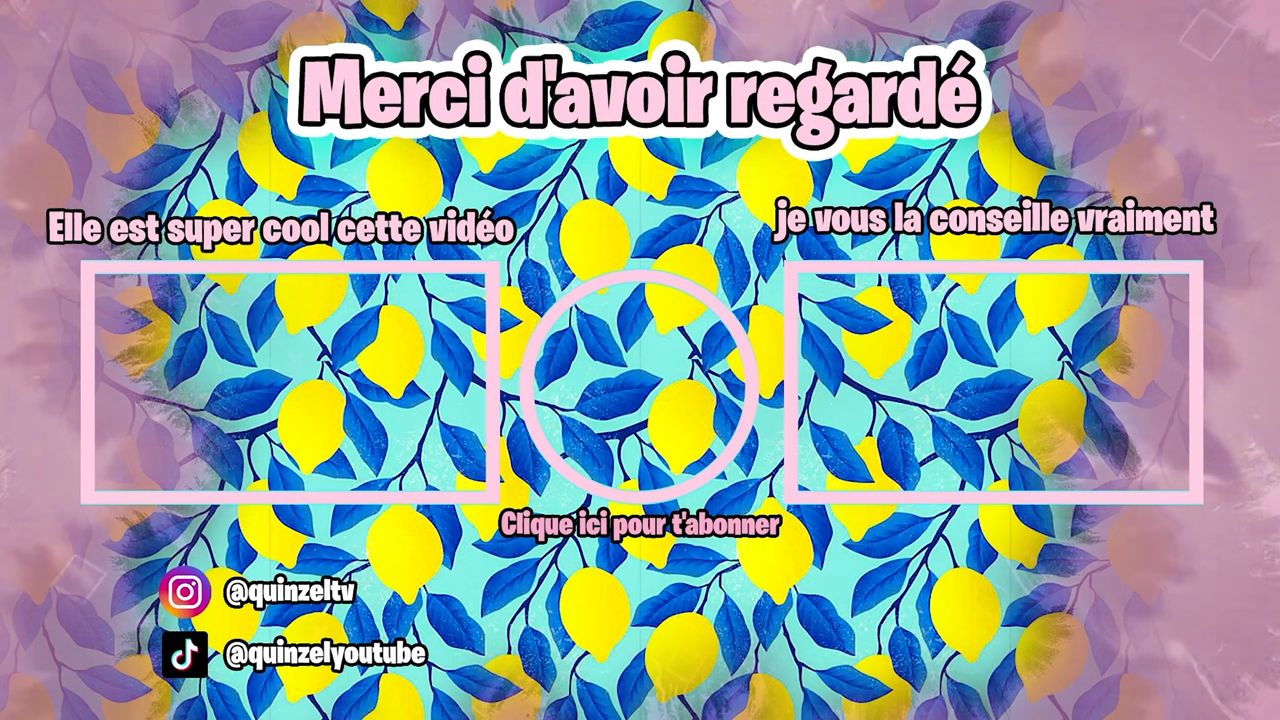 Merci d'avoir regardé
Elle est super cool cette vidéo
je vous la conseille vraiment
Clique ici pour t'abonner
@quinzeltv
@quinzelyoutube